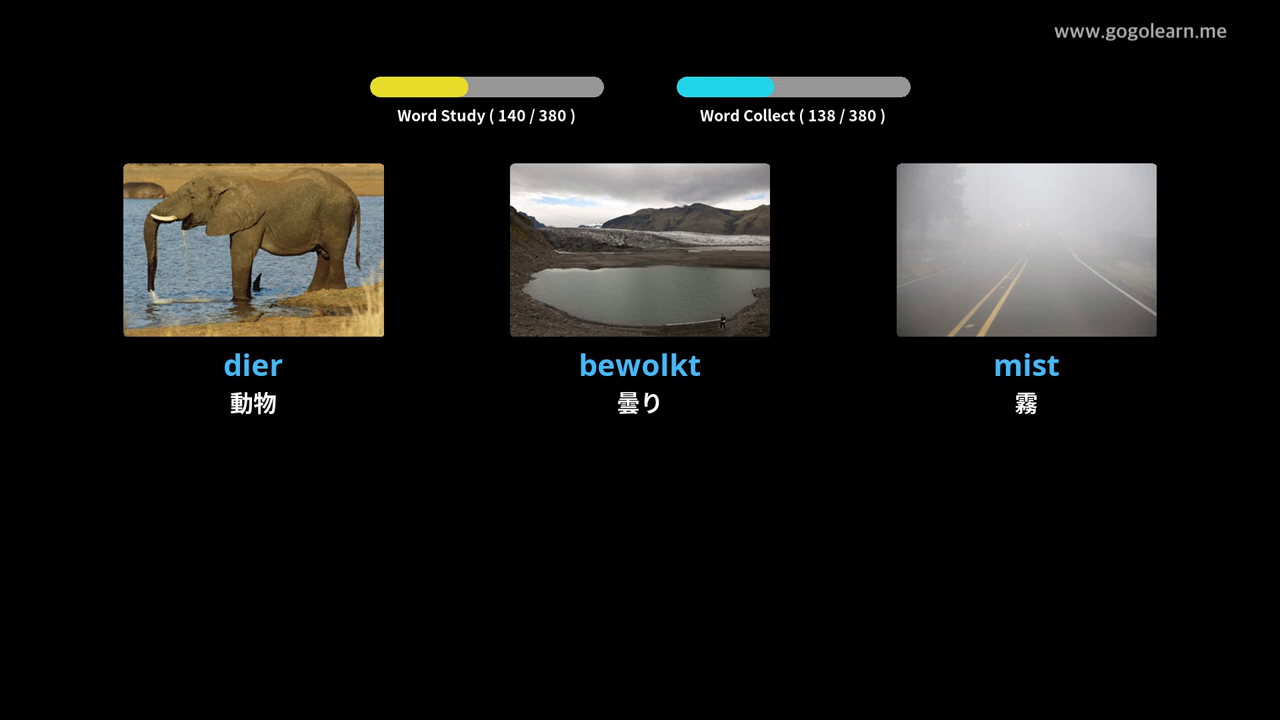 www.gogolearn.me
Word Study ( 140 / 380 )
Word Collect ( 138 / 380 )
dier
動物
bewolkt
曇り
mist
霧